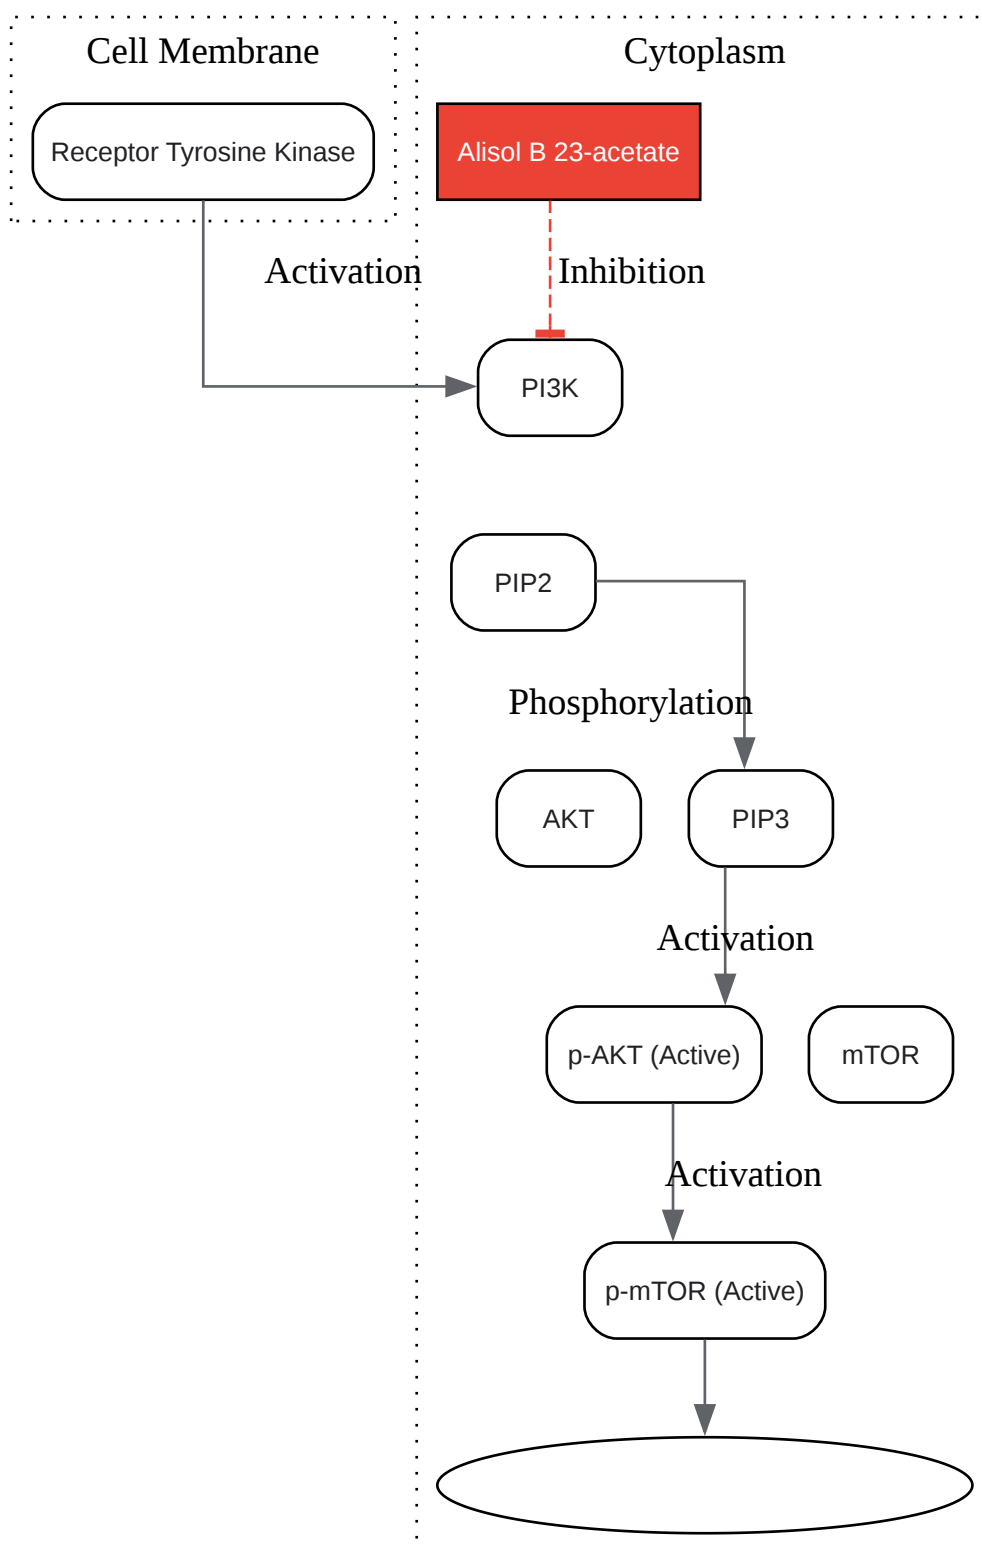 Cell Membrane
Cytoplasm
Receptor Tyrosine Kinase
Alisol B 23-acetate
Activation
Inhibition
PI3K
PIP2
Phosphorylation
AKT
PIP3
Activation
p-AKT (Active)
mTOR
Activation
p-mTOR (Active)